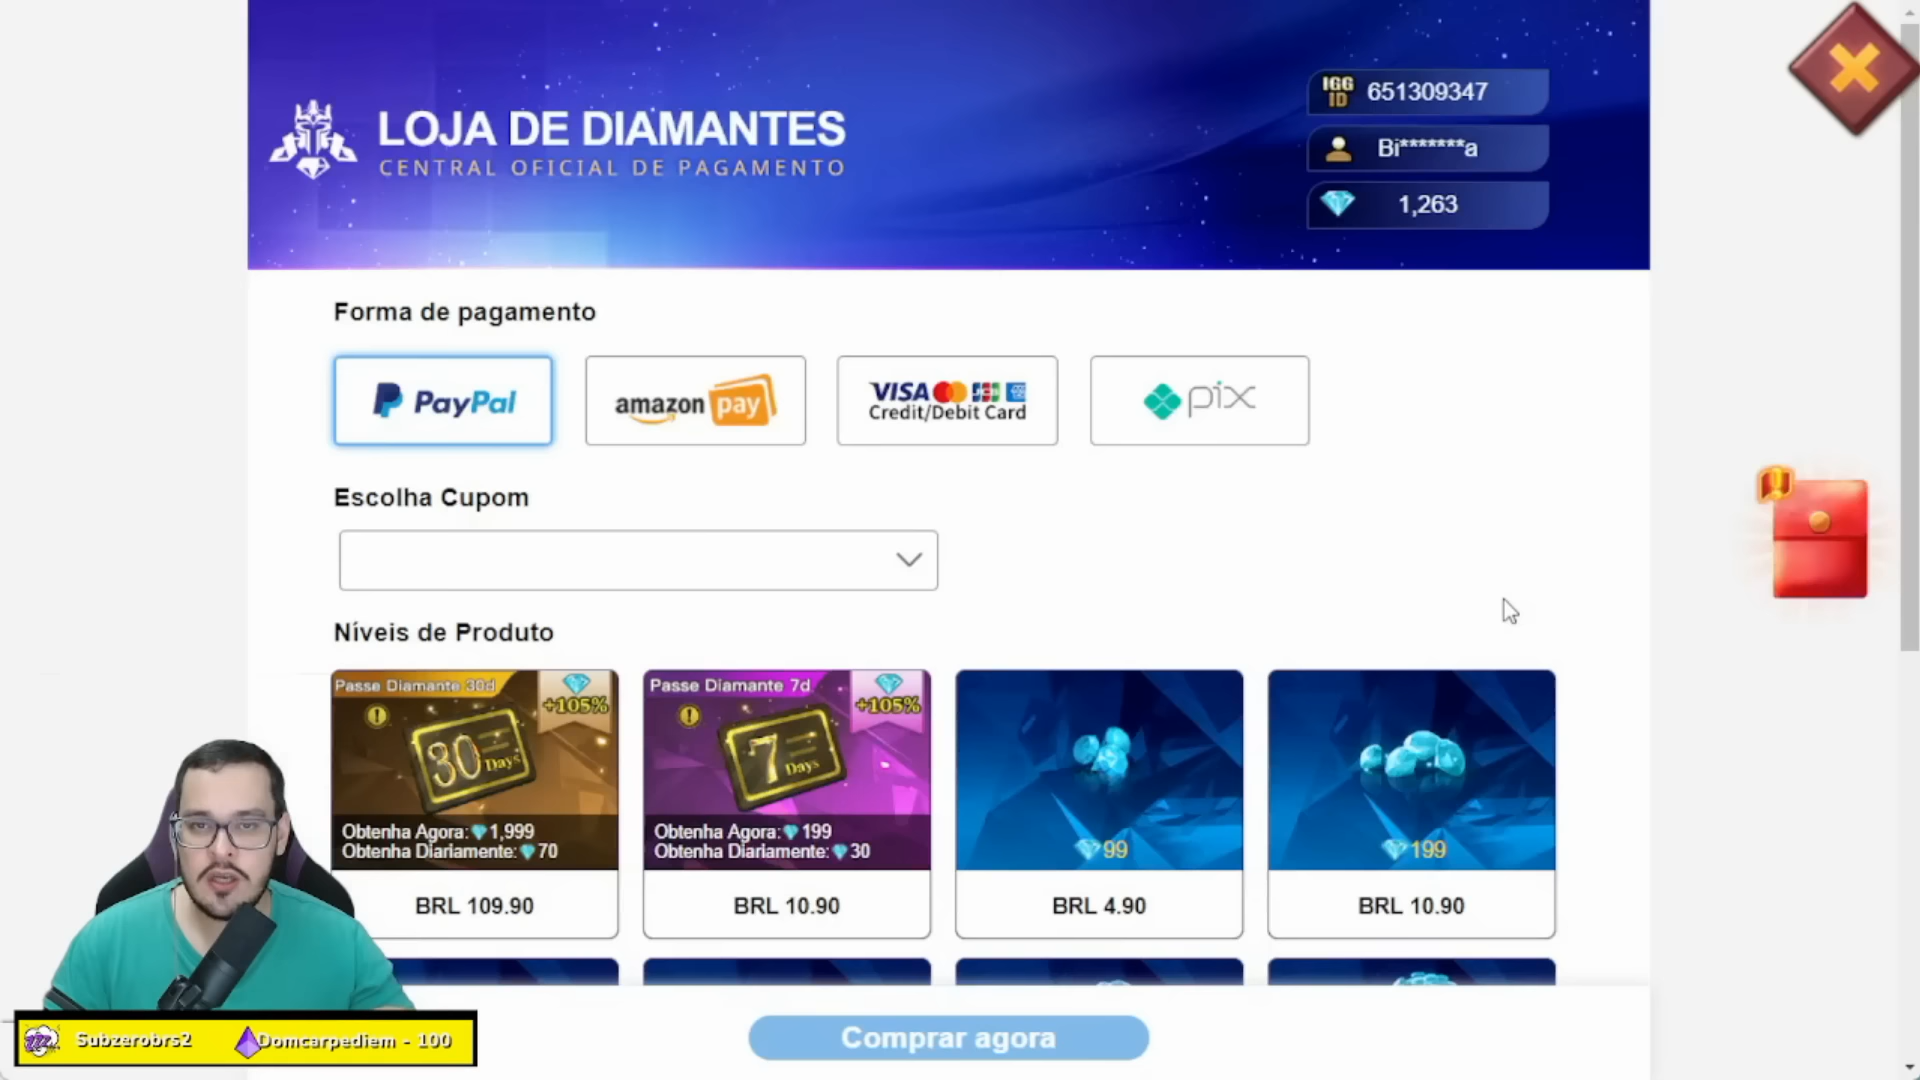 LOJA DE DIAMANTES
CENTRAL OFICIAL DE PAGAMENTO
IGG ID 651309347
Bi*******a
1,263
Forma de pagamento
PayPal
amazon pay
VISA
Credit/Debit Card
pix
Escolha Cupom
Níveis de Produto
Passe Diamante 30d
+105%
30 Days
Obtenha Agora: 1,999
Obtenha Diariamente: 70
BRL 109.90
Passe Diamante 7d
+105%
7 Days
Obtenha Agora: 199
Obtenha Diariamente: 30
BRL 10.90
99
BRL 4.90
199
BRL 10.90
Comprar agora
Subzerobrs2
Domcarpediem - 100